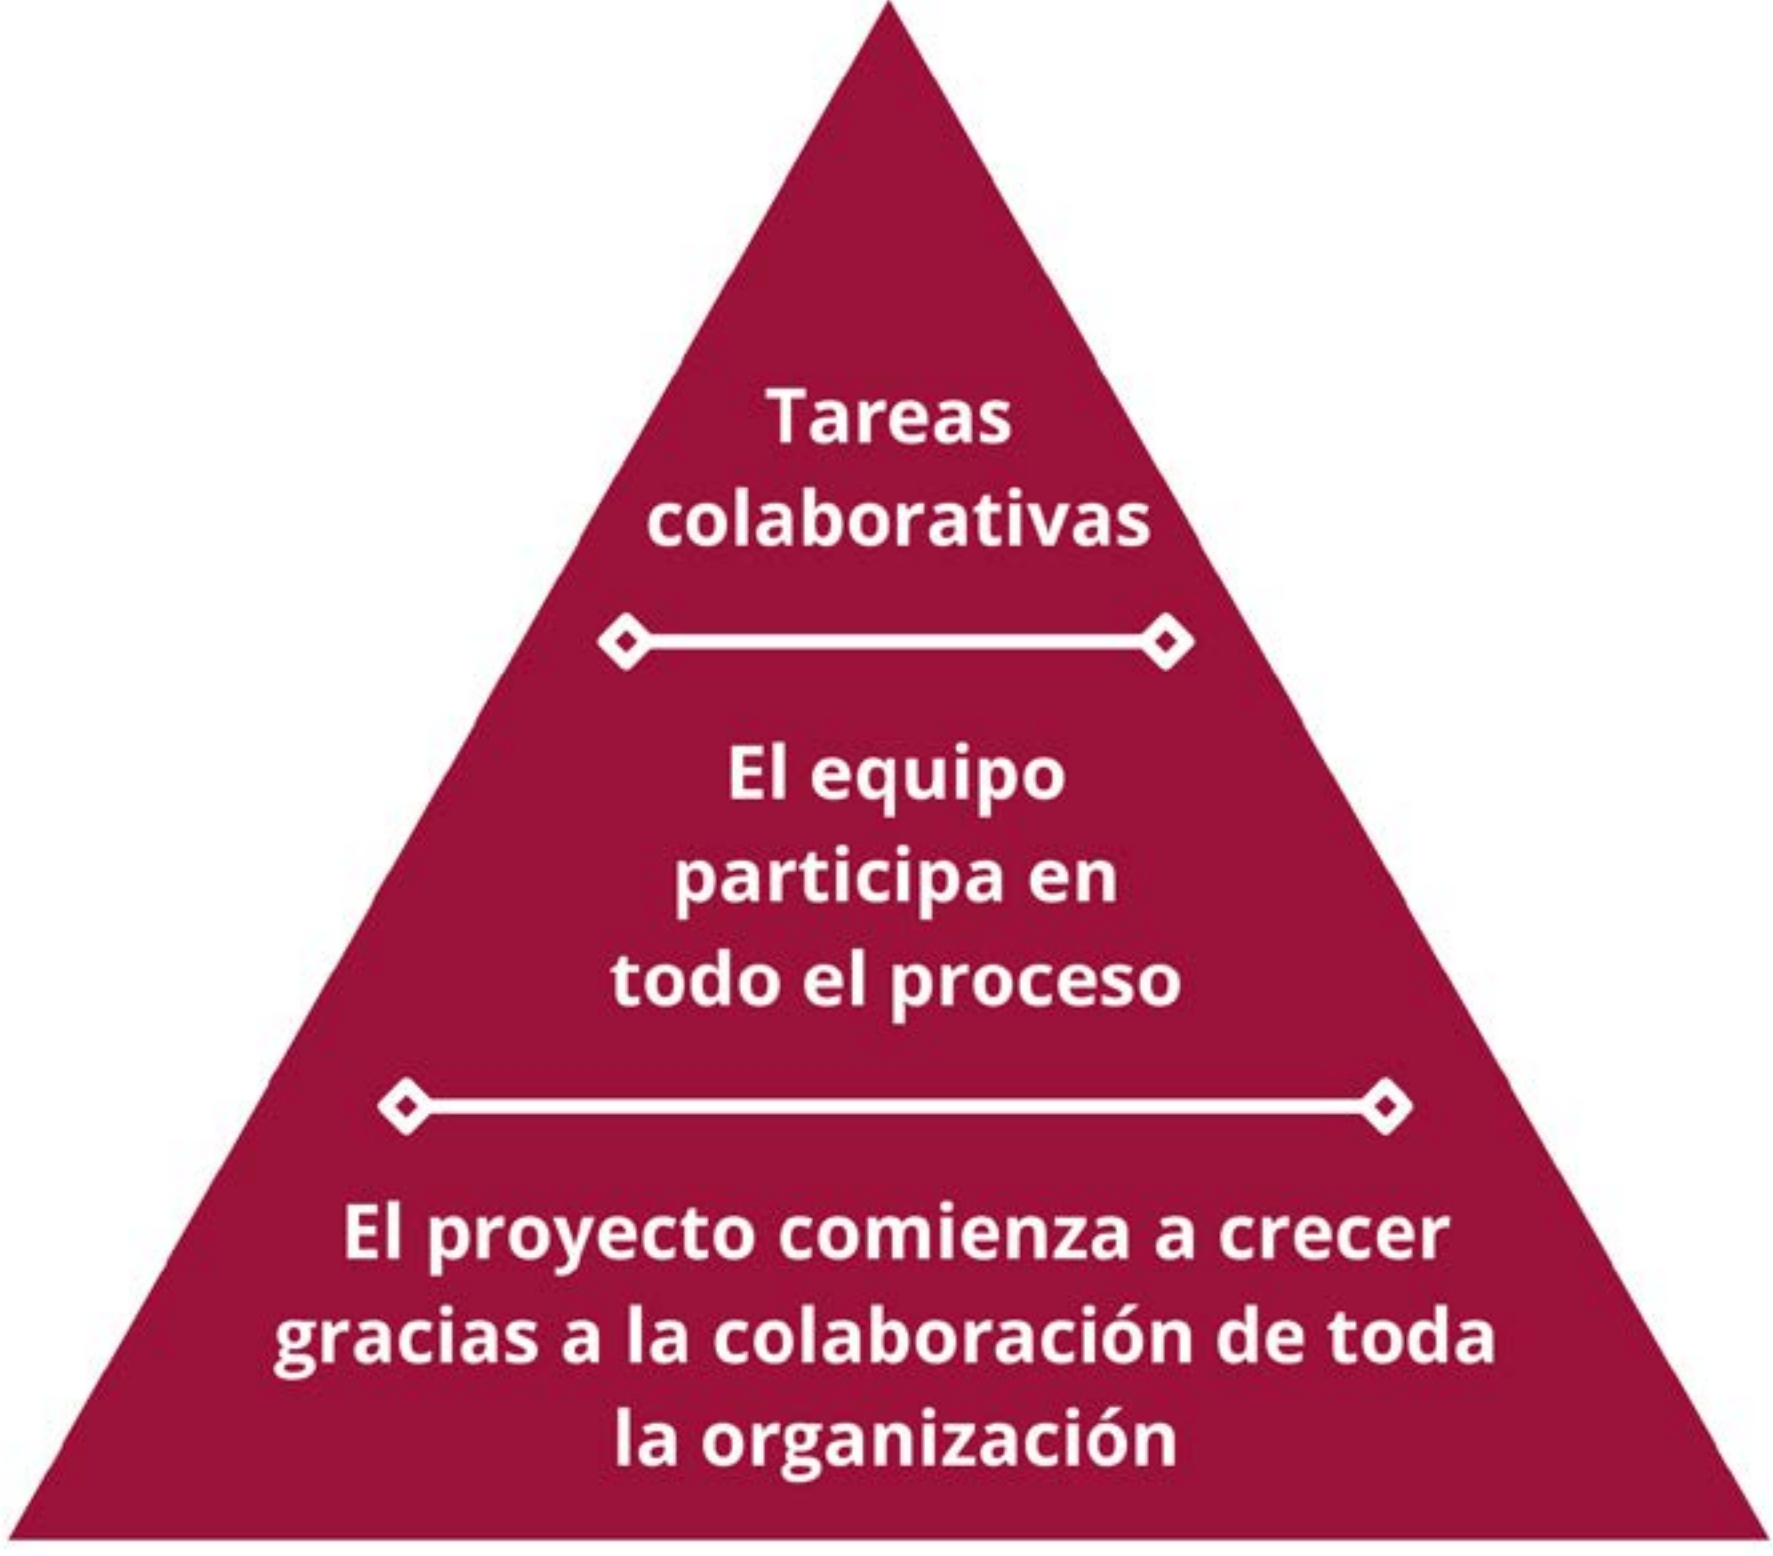 Tareas
colaborativas
El equipo
participa en
todo el proceso
El proyecto comienza a crecer
gracias a la colaboración de toda
la organización